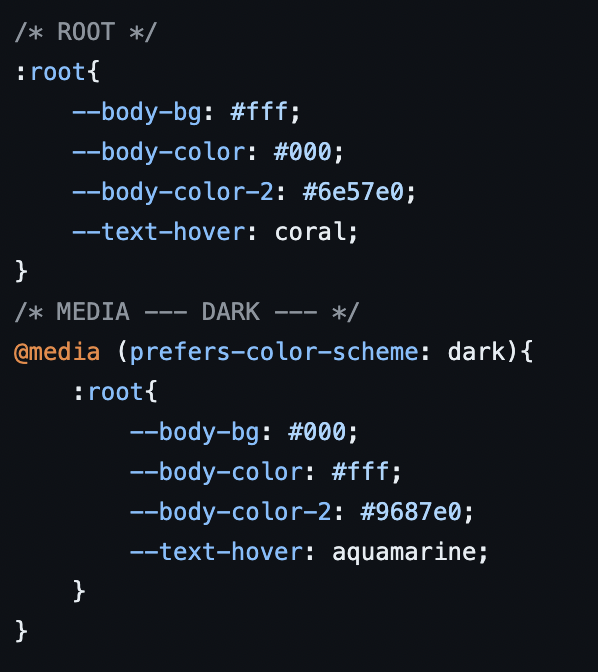 /* ROOT */
:root{
    --body-bg: #fff;
    --body-color: #000;
    --body-color-2: #6e57e0;
    --text-hover: coral;
}
/* MEDIA --- DARK --- */
@media (prefers-color-scheme: dark){
    :root{
        --body-bg: #000;
        --body-color: #fff;
        --body-color-2: #9687e0;
        --text-hover: aquamarine;
    }
}